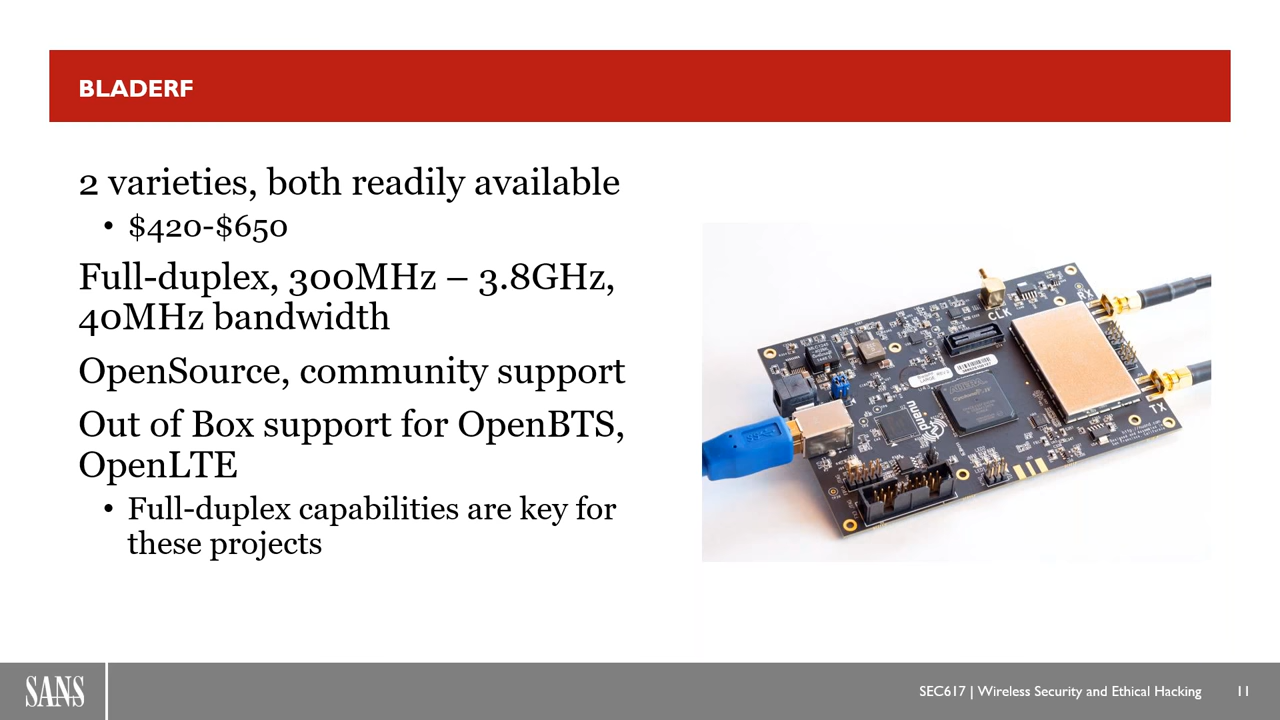 BLADERF
2 varieties, both readily available
• $420-$650
Full-duplex, 300MHz – 3.8GHz,
40MHz bandwidth
OpenSource, community support
Out of Box support for OpenBTS,
OpenLTE
• Full-duplex capabilities are key for
these projects
CLK
RX
nuand
TX
SANS
SEC617 | Wireless Security and Ethical Hacking
11